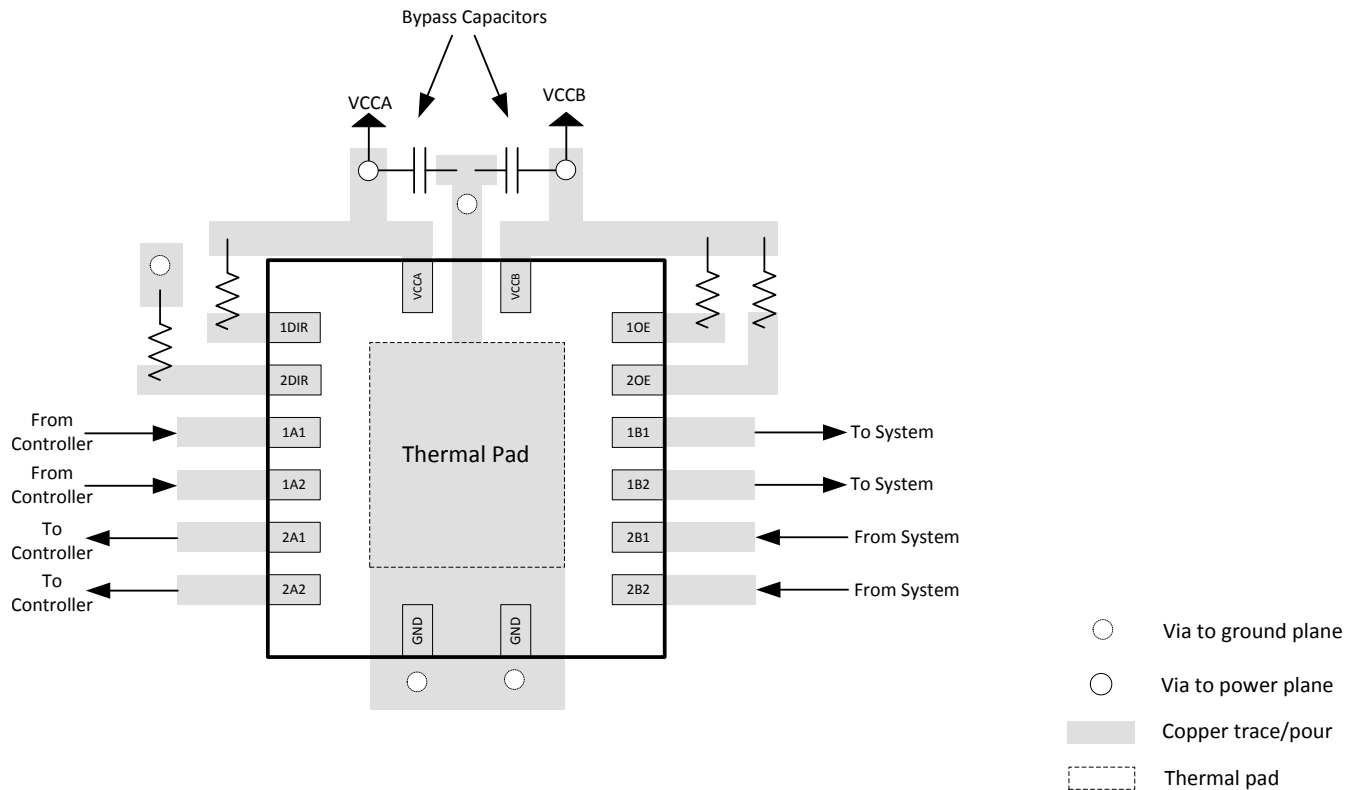 Bypass Capacitors
VCCA
VCCB
VCCA
VCCB
1DIR
1OE
2DIR
2OE
From
Controller
1A1
1B1
To System
From
Controller
1A2
1B2
To System
Thermal Pad
To
Controller
2A1
2B1
From System
To
Controller
2A2
2B2
From System
GND
GND
Via to ground plane
Via to power plane
Copper trace/pour
Thermal pad